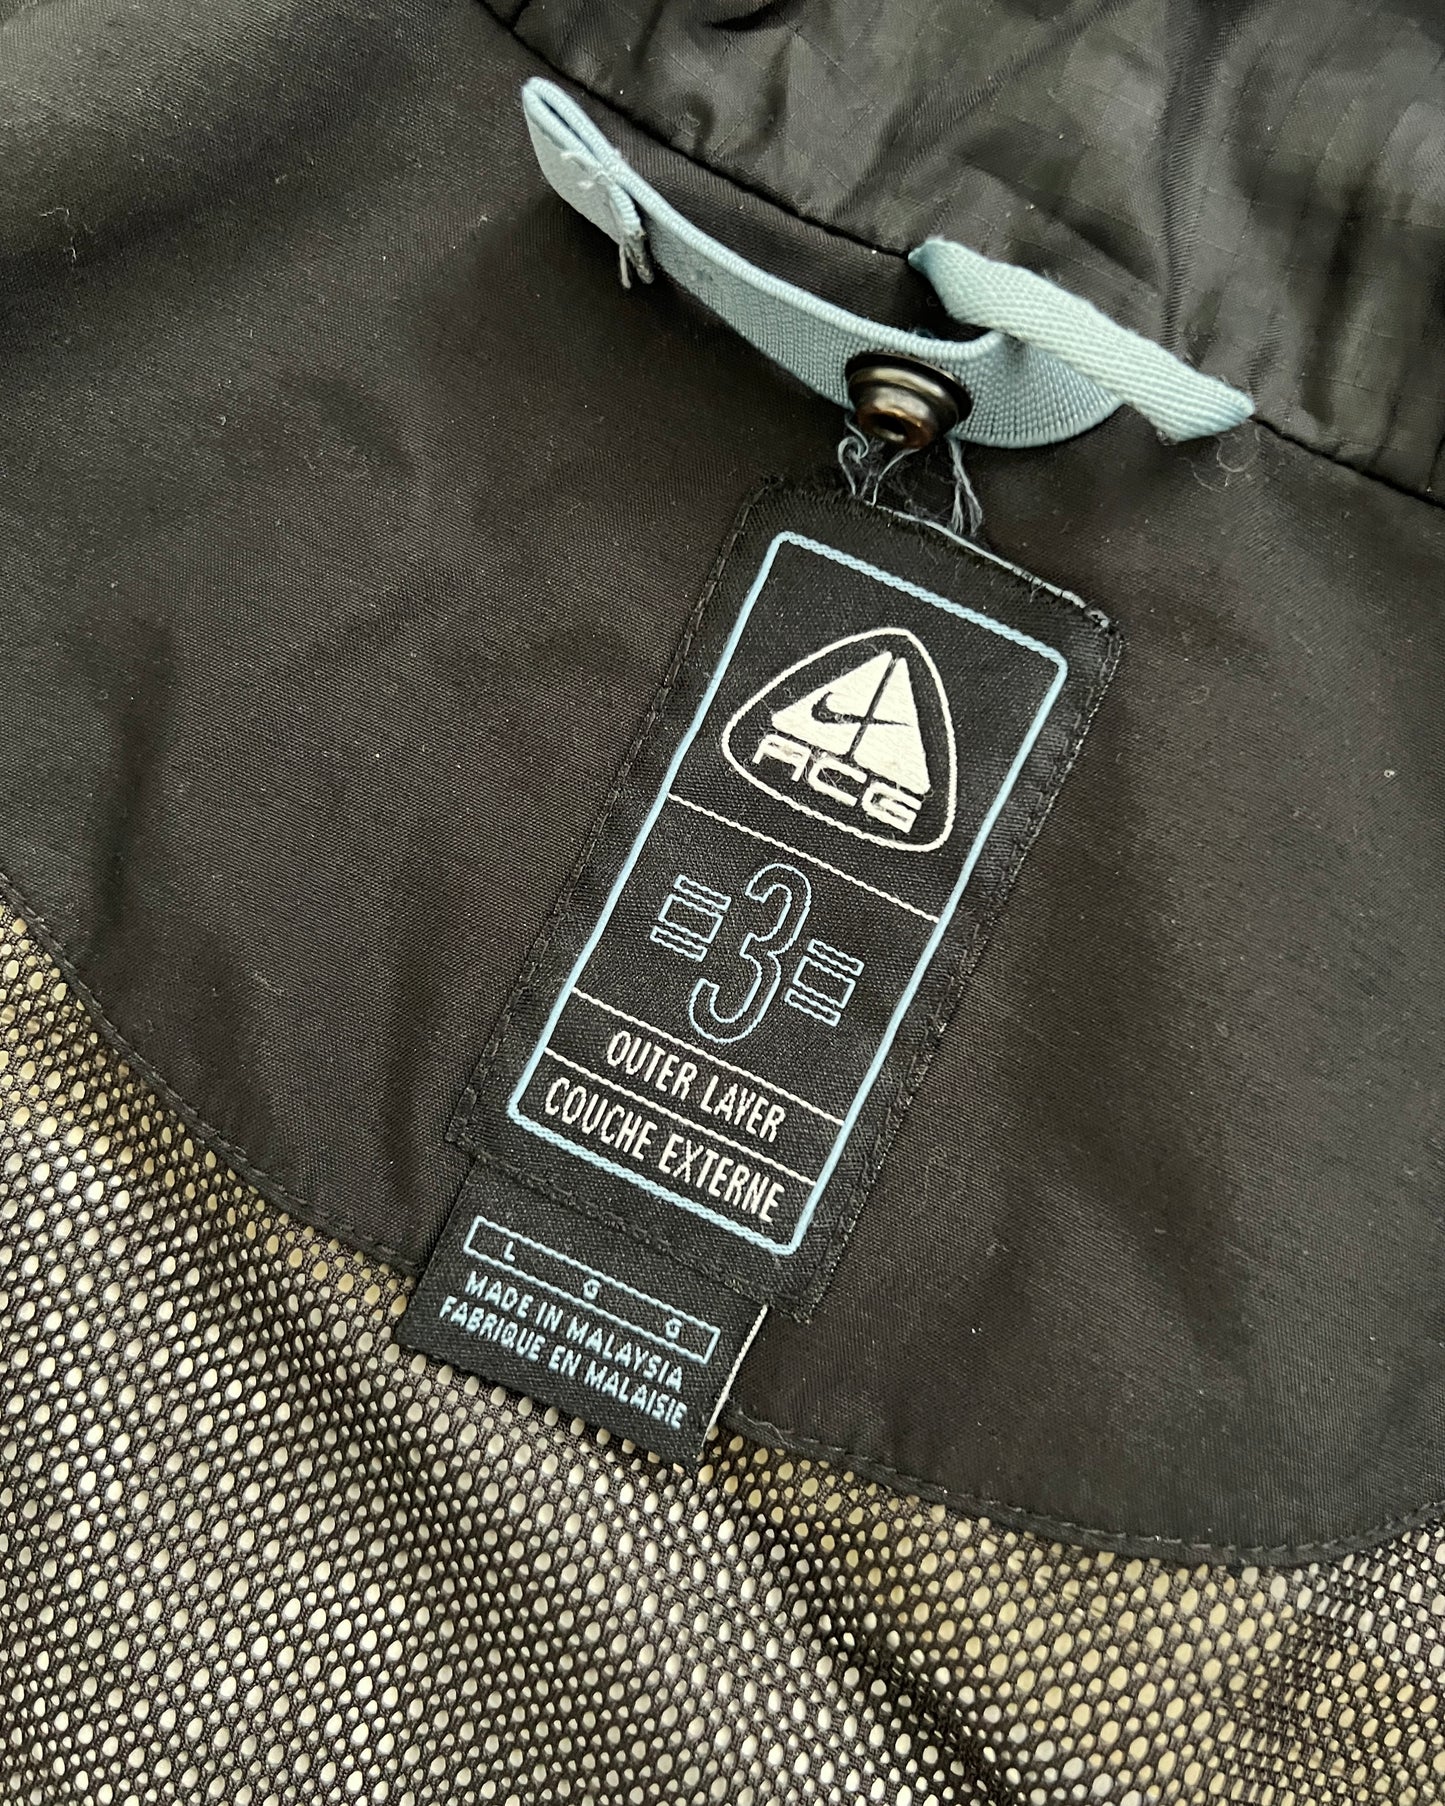 ACG
3
OUTER LAYER
COUCHE EXTERNE
L G G
MADE IN MALAYSIA
FABRIQUE EN MALAISIE